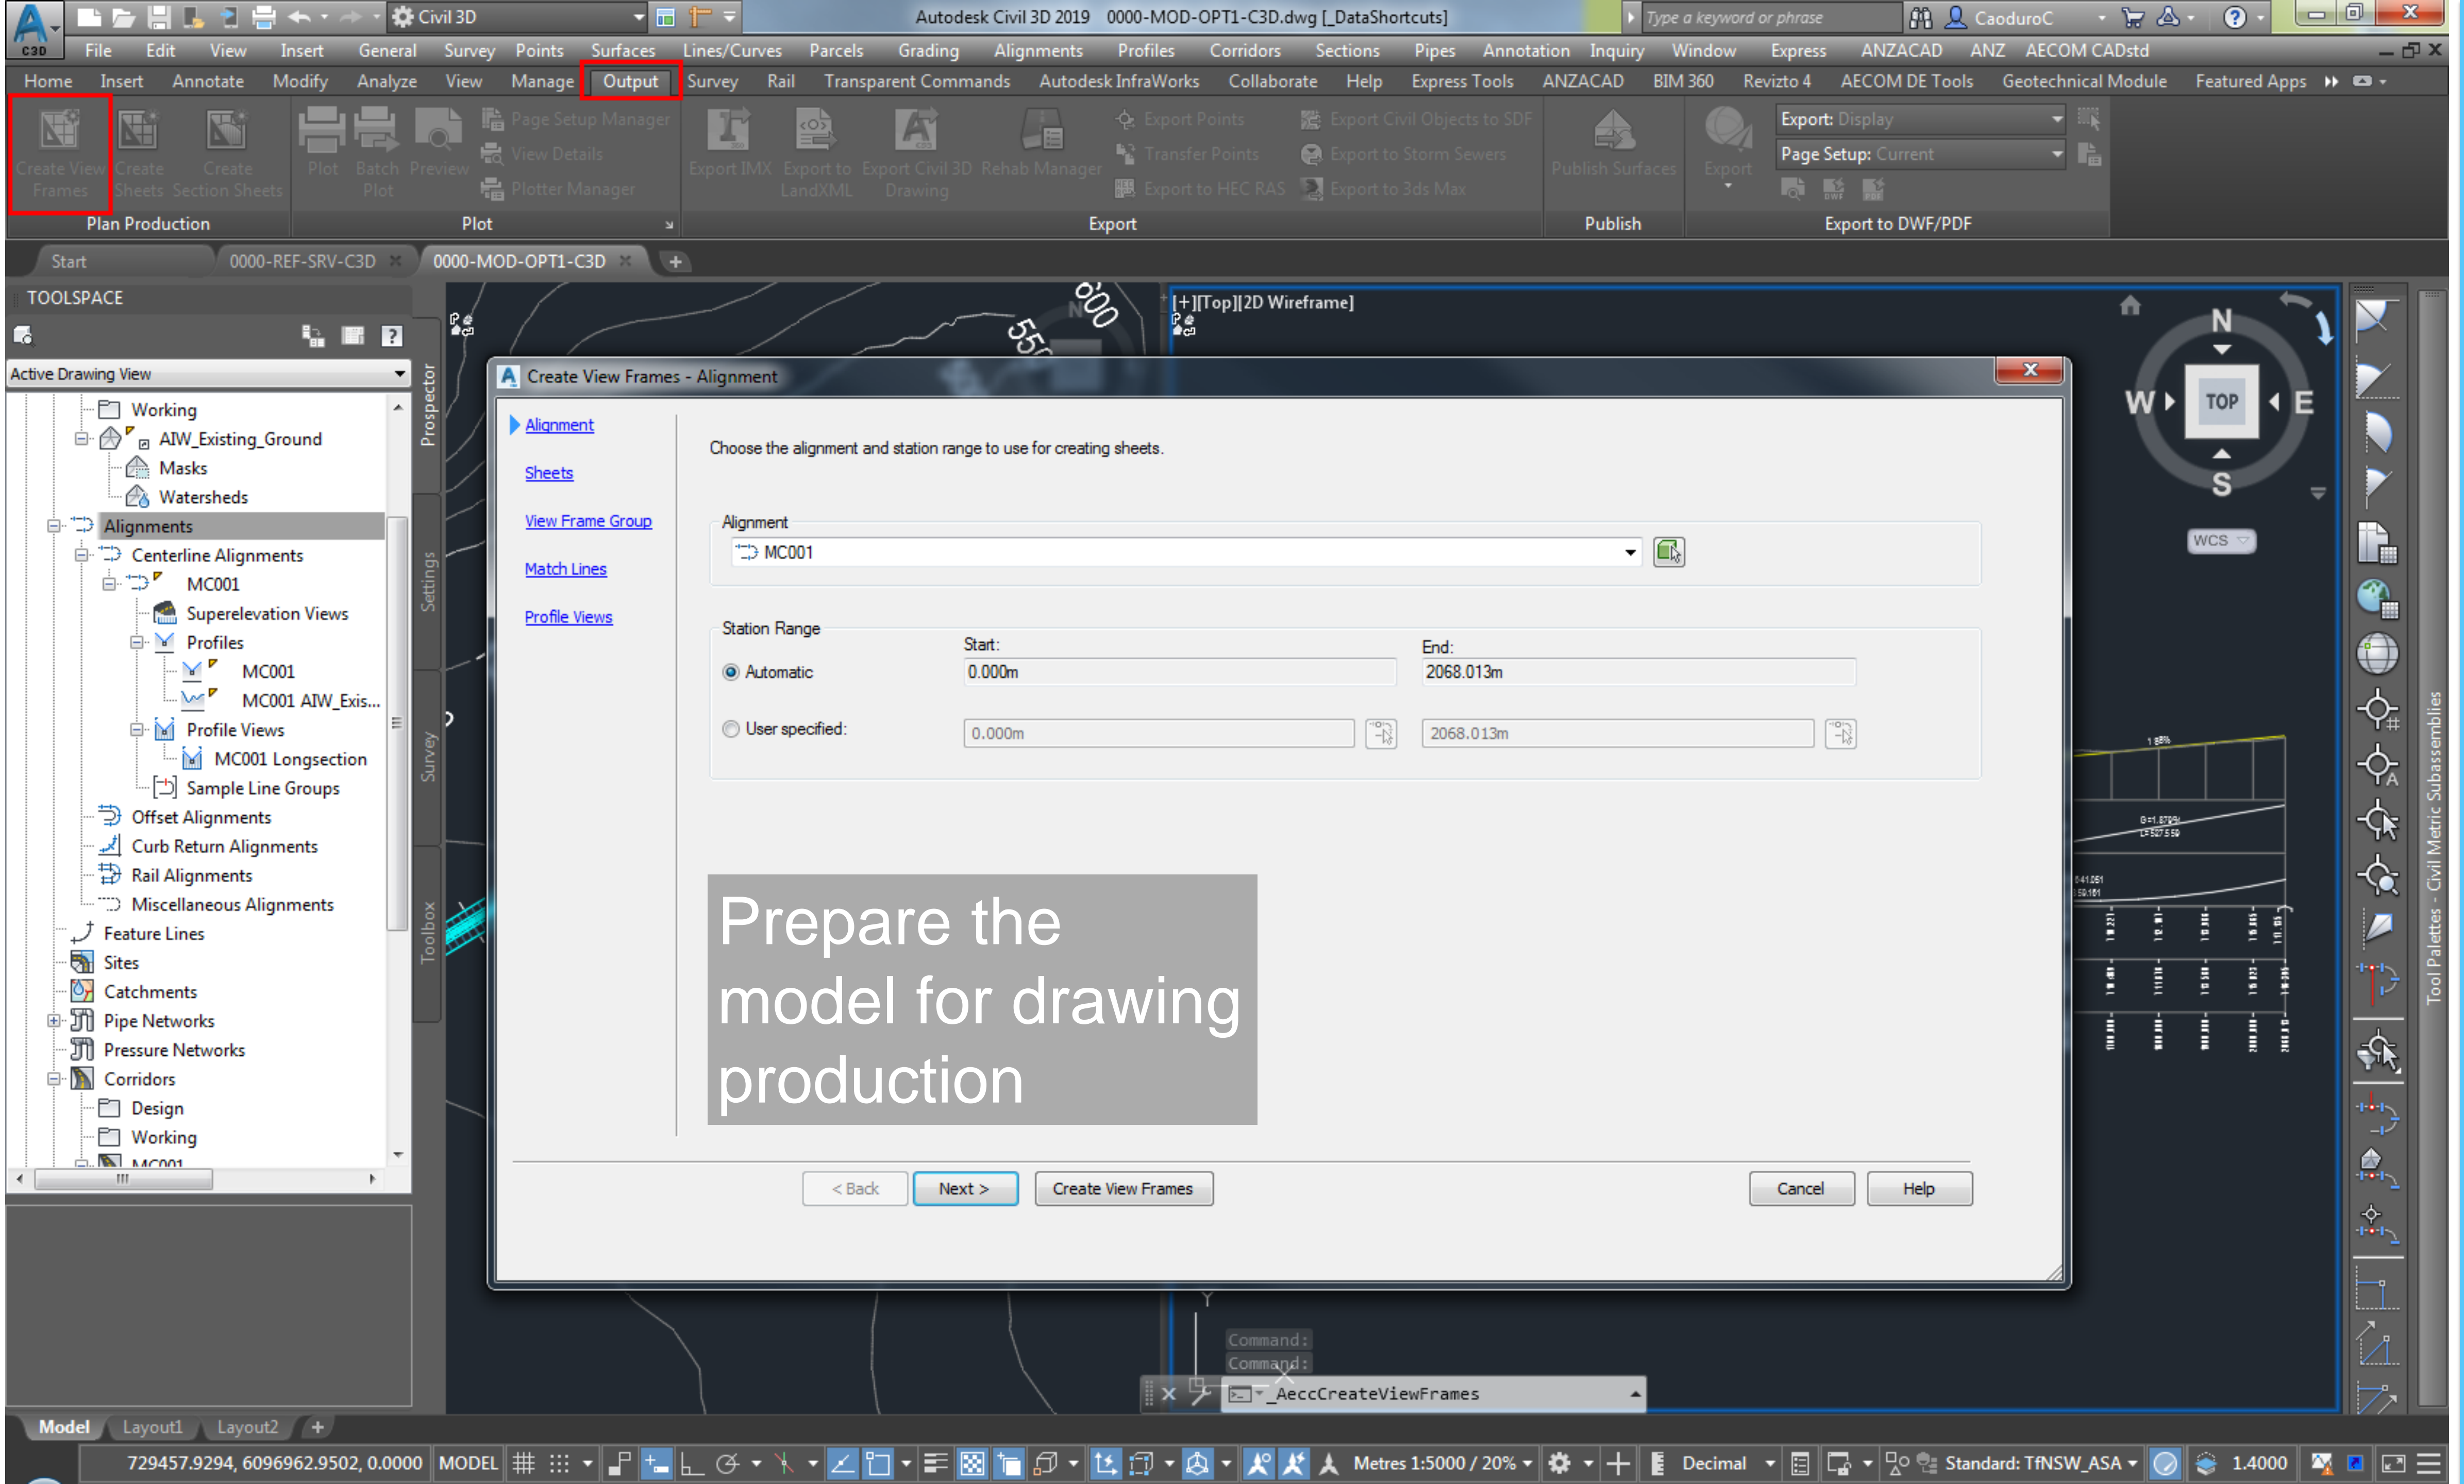 Civil 3D
Autodesk Civil 3D 2019 0000-MOD-OPT1-C3D.dwg [_DataShortcuts]
Type a keyword or phrase
CaoduroC
C3D File Edit View Insert General Survey Points Surfaces Lines/Curves Parcels Grading Alignments Profiles Corridors Sections Pipes Annotation Inquiry Window Express ANZACAD ANZ AECOM CADstd
Home Insert Annotate Modify Analyze View Manage Output Survey Rail Transparent Commands Autodesk InfraWorks Collaborate Help Express Tools ANZACAD BIM 360 Revizto 4 AECOM DE Tools Geotechnical Module Featured Apps
Create View Frames
Create Sheets
Create Section Sheets
Plan Production
Plot
Batch Plot
Preview
Page Setup Manager
View Details
Plotter Manager
Plot
Export IMX
Export to LandXML
Export Civil 3D Drawing
Rehab Manager
Export Points
Transfer Points
Export to HEC RAS
Export Civil Objects to SDF
Export to Storm Sewers
Export to 3ds Max
Export
Publish Surfaces
Publish
Export
Export: Display
Page Setup: Current
Export to DWF/PDF
Start 0000-REF-SRV-C3D 0000-MOD-OPT1-C3D
TOOLSPACE
Active Drawing View
Working
AIW_Existing_Ground
Masks
Watersheds
Alignments
Centerline Alignments
MC001
Superelevation Views
Profiles
MC001
MC001 AIW_Exis...
Profile Views
MC001 Longsection
Sample Line Groups
Offset Alignments
Curb Return Alignments
Rail Alignments
Miscellaneous Alignments
Feature Lines
Sites
Catchments
Pipe Networks
Pressure Networks
Corridors
Design
Working
MC001
Prospector
Settings
Survey
Toolbox
600
550
[+][Top][2D Wireframe]
N
W TOP E
S
WCS
Create View Frames - Alignment
Alignment
Sheets
View Frame Group
Match Lines
Profile Views
Choose the alignment and station range to use for creating sheets.
Alignment
MC001
Station Range
Start: End:
Automatic 0.000m 2068.013m
User specified: 0.000m 2068.013m
Prepare the
model for drawing
production
< Back Next > Create View Frames Cancel Help
Tool Palettes - Civil Metric Subassemblies
Y
Command:
Command:
_AeccCreateViewFrames
Model Layout1 Layout2 +
729457.9294, 6096962.9502, 0.0000 MODEL Metres 1:5000 / 20% Decimal Standard: TfNSW_ASA 1.4000